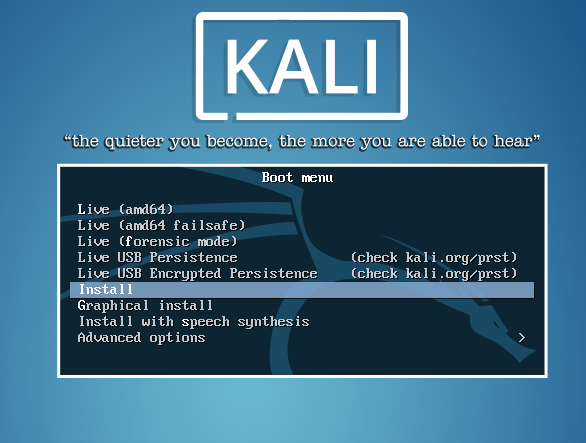 KALI
“the quieter you become, the more you are able to hear”
Boot menu
Live (amd64)
Live (amd64 failsafe)
Live (forensic mode)
Live USB Persistence (check kali.org/prst)
Live USB Encrypted Persistence (check kali.org/prst)
Install
Graphical install
Install with speech synthesis
Advanced options >